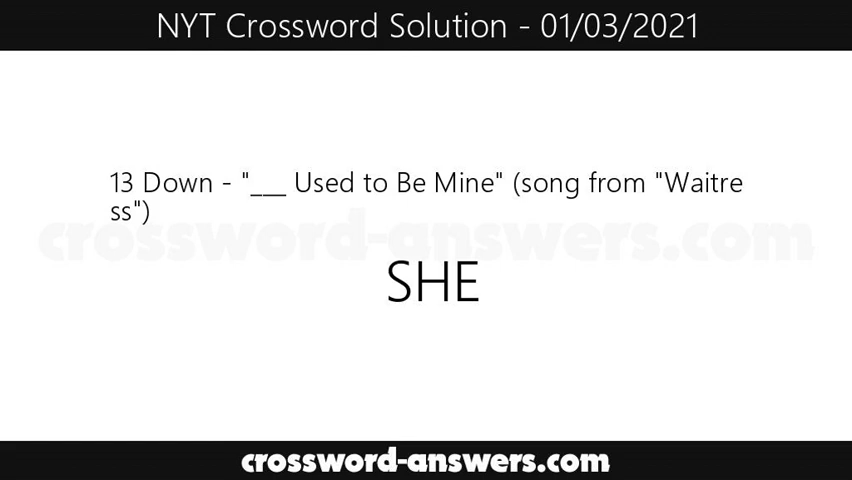 NYT Crossword Solution - 01/03/2021
13 Down - "___ Used to Be Mine" (song from "Waitre
ss")
crossword-answers.com
SHE
crossword-answers.com